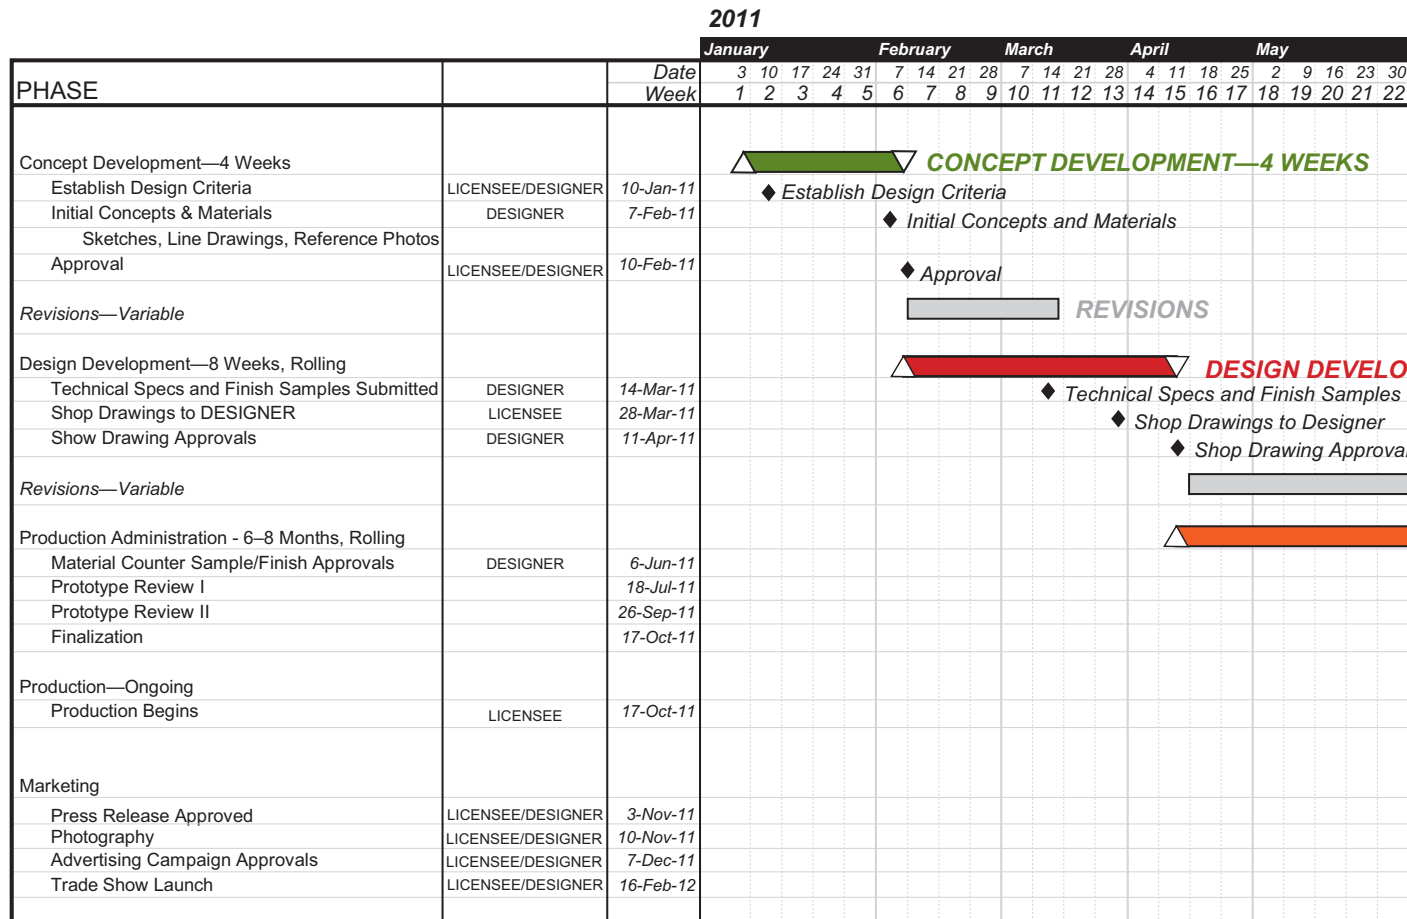 2011
January February March April May
Date 3 10 17 24 31 7 14 21 28 7 14 21 28 4 11 18 25 2 9 16 23 30
PHASE Week 1 2 3 4 5 6 7 8 9 10 11 12 13 14 15 16 17 18 19 20 21 22
Concept Development—4 Weeks CONCEPT DEVELOPMENT—4 WEEKS
Establish Design Criteria LICENSEE/DESIGNER 10-Jan-11 Establish Design Criteria
Initial Concepts & Materials DESIGNER 7-Feb-11 Initial Concepts and Materials
Sketches, Line Drawings, Reference Photos
Approval LICENSEE/DESIGNER 10-Feb-11 Approval
Revisions—Variable REVISIONS
Design Development—8 Weeks, Rolling DESIGN DEVELO
Technical Specs and Finish Samples Submitted DESIGNER 14-Mar-11 Technical Specs and Finish Samples
Shop Drawings to DESIGNER LICENSEE 28-Mar-11 Shop Drawings to Designer
Show Drawing Approvals DESIGNER 11-Apr-11 Shop Drawing Approval
Revisions—Variable
Production Administration - 6–8 Months, Rolling
Material Counter Sample/Finish Approvals DESIGNER 6-Jun-11
Prototype Review I 18-Jul-11
Prototype Review II 26-Sep-11
Finalization 17-Oct-11
Production—Ongoing
Production Begins LICENSEE 17-Oct-11
Marketing
Press Release Approved LICENSEE/DESIGNER 3-Nov-11
Photography LICENSEE/DESIGNER 10-Nov-11
Advertising Campaign Approvals LICENSEE/DESIGNER 7-Dec-11
Trade Show Launch LICENSEE/DESIGNER 16-Feb-12